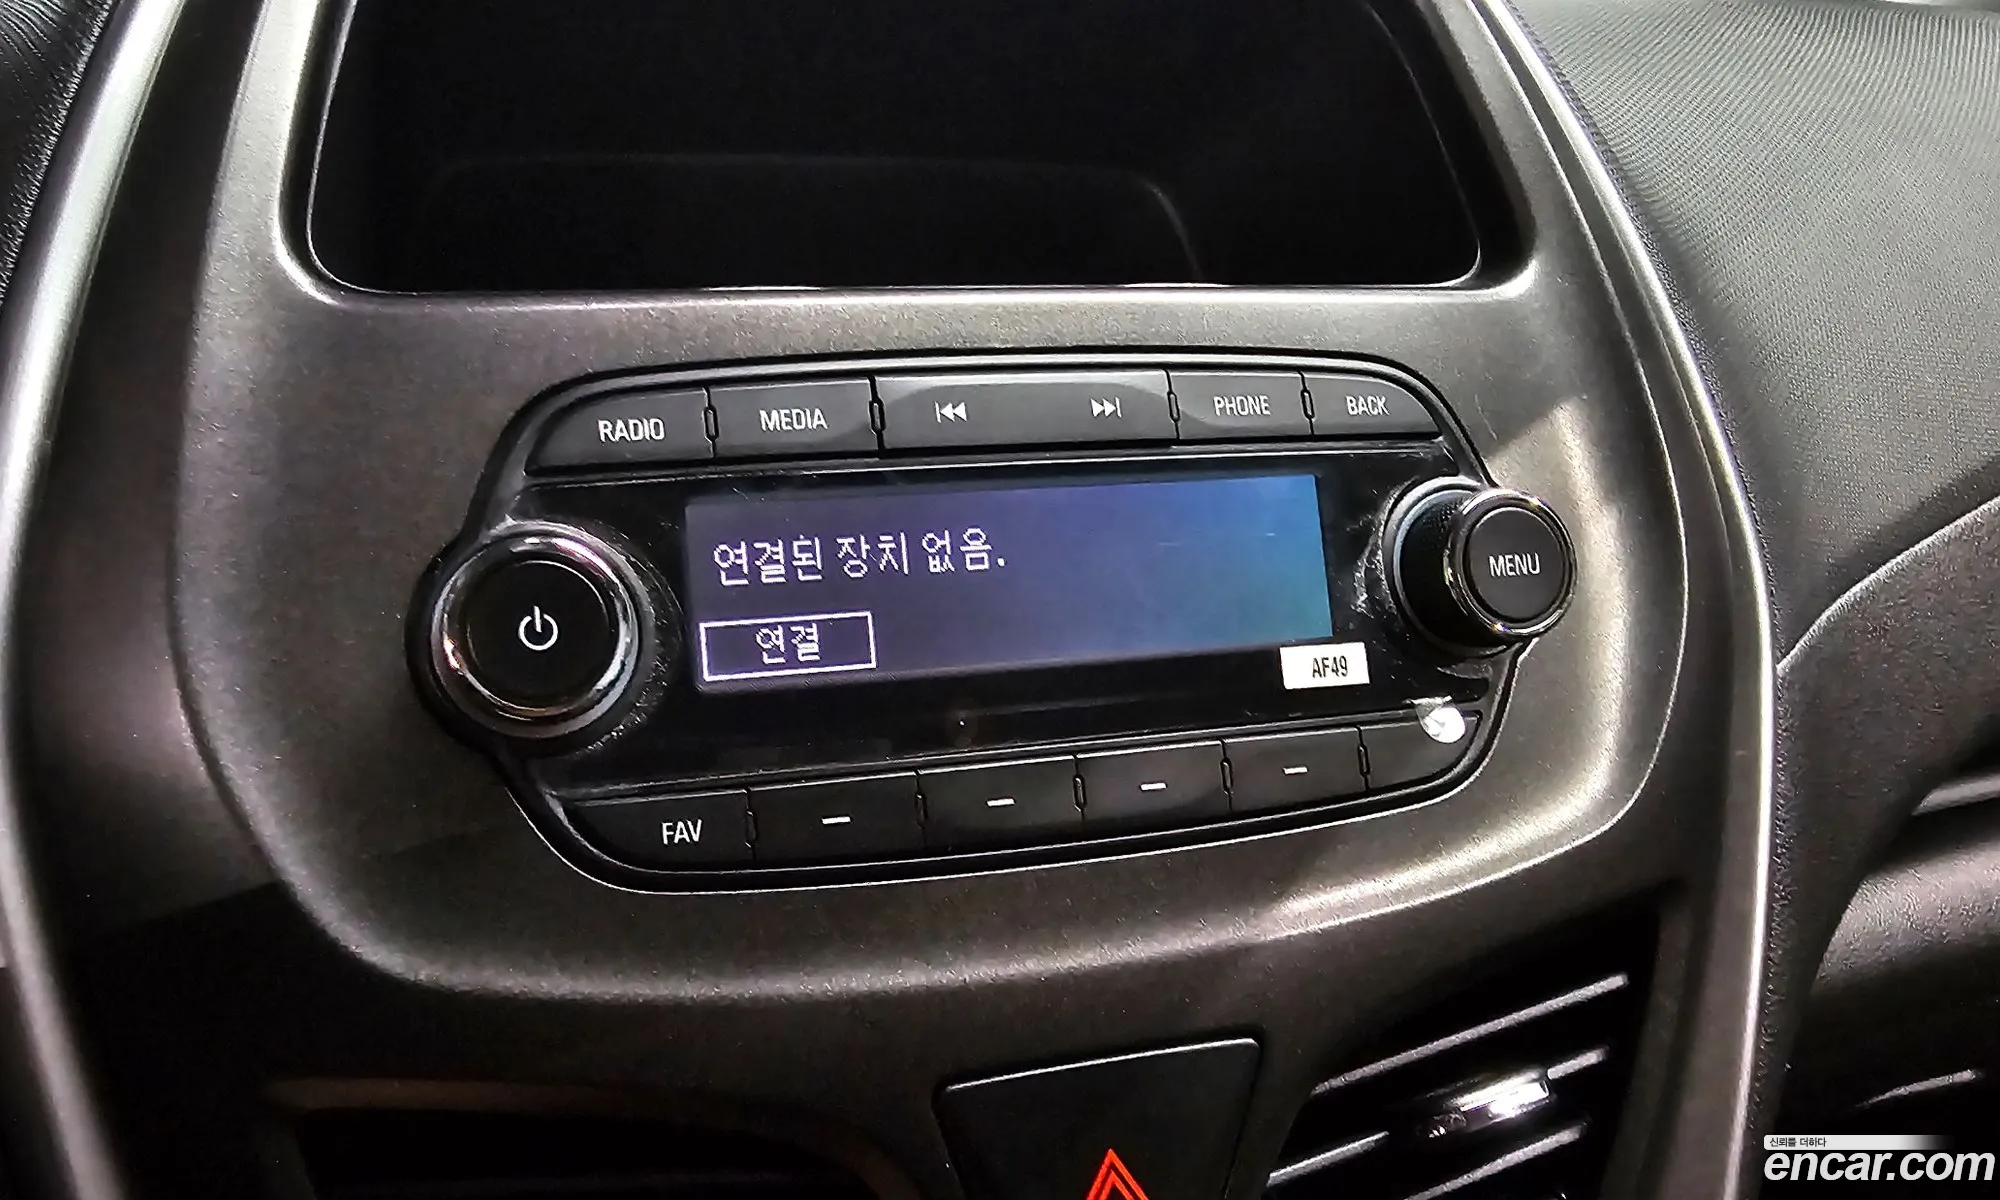 RADIO
MEDIA
PHONE
BACK
연결된 장치 없음.
연결
MENU
AF49
FAV
신뢰를 더하다
encar.com